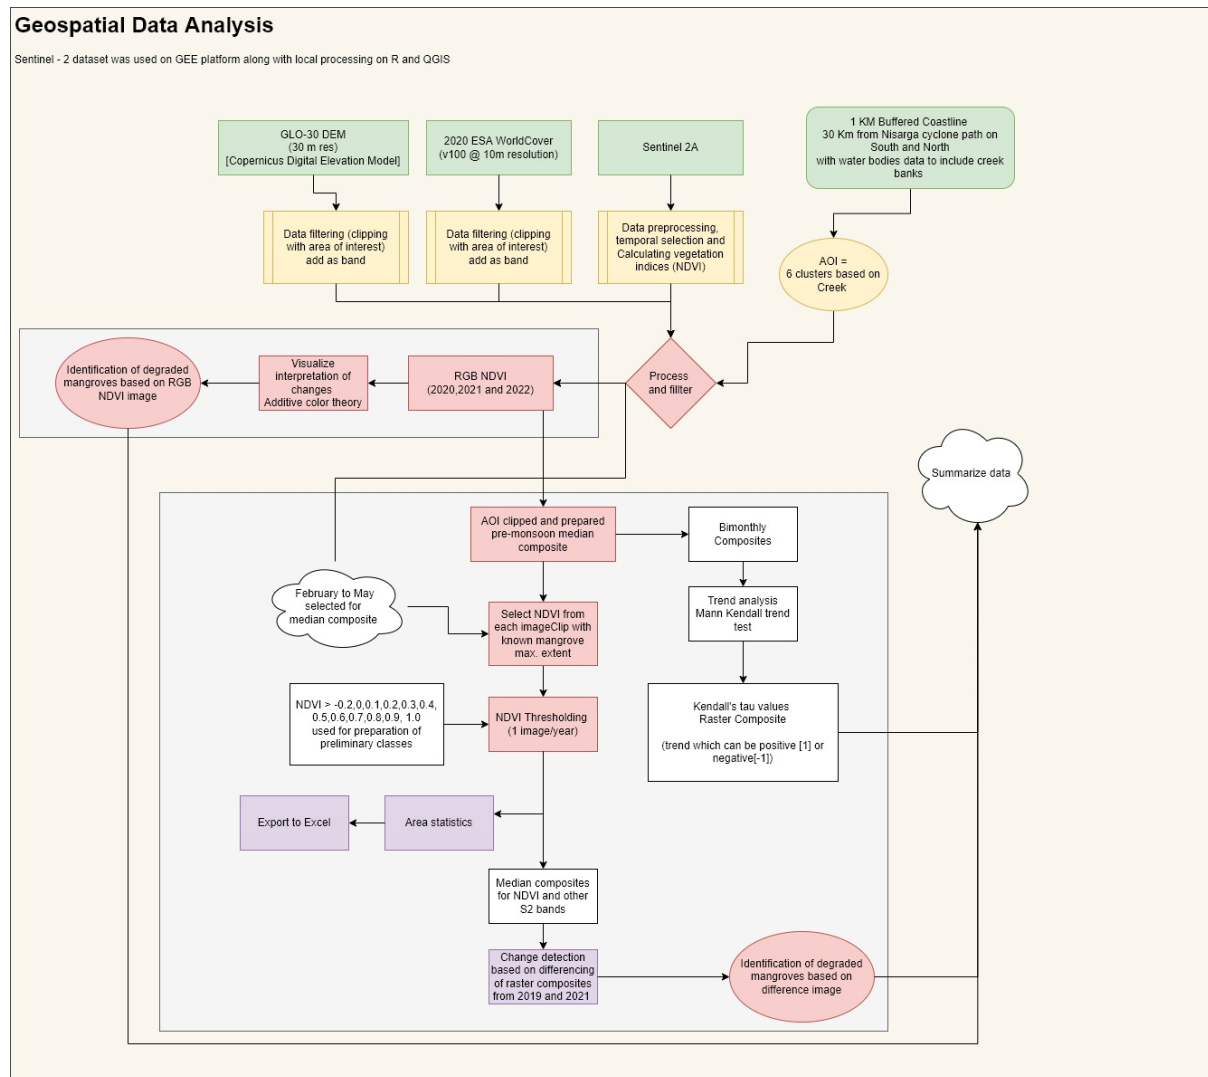 Geospatial Data Analysis
Sentinel - 2 dataset was used on GEE platform along with local processing on R and QGIS
GLO-30 DEM
(30 m res)
[Copernicus Digital Elevation Model]
2020 ESA WorldCover
(v100 @ 10m resolution)
Sentinel 2A
1 KM Buffered Coastline
30 Km from Nisarga cyclone path on
South and North
with water bodies data to include creek
banks
Data filtering (clipping
with area of interest)
add as band
Data filtering (clipping
with area of interest)
add as band
Data preprocessing,
temporal selection and
Calculating vegetation
indices (NDVI)
AOI =
6 clusters based on
Creek
Identification of degraded
mangroves based on RGB
NDVI image
Visualize
interpretation of
changes
Additive color theory
RGB NDVI
(2020,2021 and 2022)
Process
and fillter
Summarize data
AOI clipped and prepared
pre-monsoon median
composite
Bimonthly
Composites
February to May
selected for
median composite
Select NDVI from
each imageClip with
known mangrove
max. extent
Trend analysis
Mann Kendall trend
test
NDVI > -0.2,0,0.1,0.2,0.3,0.4,
0.5,0.6,0.7,0.8,0.9, 1.0
used for preparation of
preliminary classes
NDVI Thresholding
(1 image/year)
Kendall's tau values
Raster Composite
(trend which can be positive [1] or
negative[-1])
Export to Excel
Area statistics
Median composites
for NDVI and other
S2 bands
Change detection
based on differencing
of raster composites
from 2019 and 2021
Identification of degraded
mangroves based on
difference image